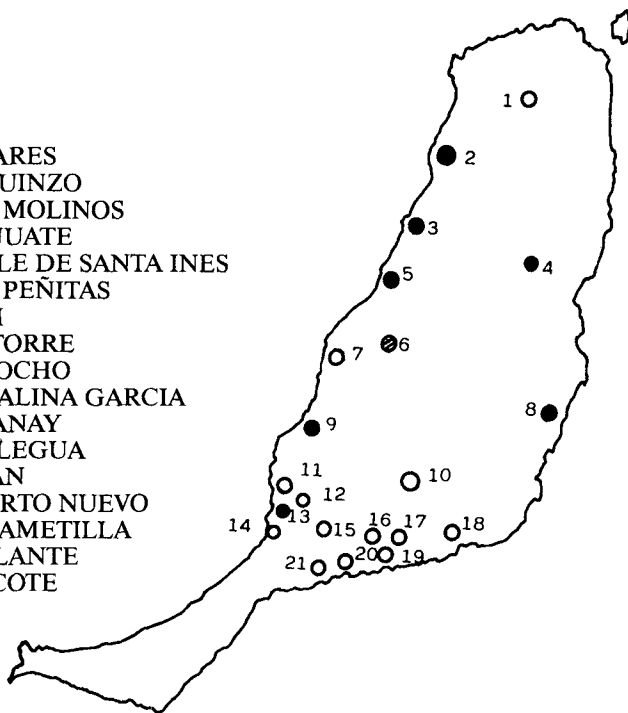 ARES
UINZO
MOLINOS
UATE
LE DE SANTA INES
PEÑITAS
TORRE
OCHO
ALINA GARCIA
ANAY
LEGUA
AN
RTO NUEVO
AMETILLA
LANTE
COTE
1
2
3
4
5
6
7
8
9
10
11
12
13
14
15
16
17
18
19
20
21